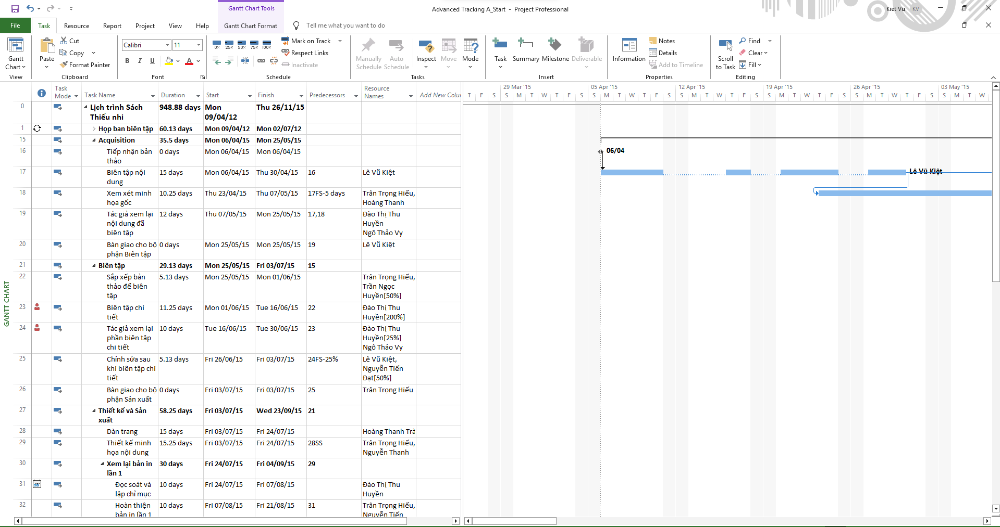 Gantt Chart Tools
Advanced Tracking A_Start - Project Professional
Kiet Vu KV
File Task Resource Report Project View Help Gantt Chart Format Tell me what you want to do
Gantt Chart
View
Paste
Cut
Copy
Format Painter
Clipboard
Calibri 11
B I U A
Font
0% 25% 50% 75% 100%
Mark on Track
Respect Links
Inactivate
Schedule
Manually Schedule
Auto Schedule
Inspect
Move
Mode
Tasks
Task
Summary
Milestone
Deliverable
Insert
Information
Notes
Details
Add to Timeline
Properties
Scroll to Task
Find
Clear
Fill
Editing
GANTT CHART
Task Mode Task Name Duration Start Finish Predecessors Resource Names Add New Colu
29 Mar '15 05 Apr '15 12 Apr '15 19 Apr '15 26 Apr '15 03 May '15
T F S S M T W T F S S M T W T F S S M T W T F S S M T W T F S S M T W T F S S M T W
0 Lịch trình Sách Thiếu nhi 948.88 days Mon 09/04/12 Thu 26/11/15
1 Họp ban biên tập 60.13 days Mon 09/04/12 Mon 02/07/12
15 Acquisition 35.5 days Mon 06/04/15 Mon 25/05/15
16 Tiếp nhận bản thảo 0 days Mon 06/04/15 Mon 06/04/15
17 Biên tập nội dung 15 days Mon 06/04/15 Thu 30/04/15 16 Lê Vũ Kiệt
18 Xem xét minh họa gốc 10.25 days Thu 23/04/15 Thu 07/05/15 17FS-5 days Trân Trọng Hiếu, Hoàng Thanh
19 Tác giả xem lại nội dung đã biên tập 12 days Thu 07/05/15 Mon 25/05/15 17,18 Đào Thị Thu Huyền Ngô Thảo Vy
20 Bàn giao cho bộ phận Biên tập 0 days Mon 25/05/15 Mon 25/05/15 19 Lê Vũ Kiệt
21 Biên tập 29.13 days Mon 25/05/15 Fri 03/07/15 15
22 Sắp xếp bản thảo để biên tập 5.13 days Mon 25/05/15 Mon 01/06/15 Trân Trọng Hiếu, Trần Ngọc Huyền[50%]
23 Biên tập chi tiết 11.25 days Mon 01/06/15 Tue 16/06/15 22 Đào Thị Thu Huyền[200%]
24 Tác giả xem lại phần biên tập chi tiết 10 days Tue 16/06/15 Tue 30/06/15 23 Đào Thị Thu Huyền[25%] Ngô Thảo Vy
25 Chỉnh sửa sau khi biên tập chi tiết 5.13 days Fri 26/06/15 Fri 03/07/15 24FS-25% Lê Vũ Kiệt, Nguyễn Tiến Đạt[50%]
26 Bàn giao cho bộ phận Sản xuất 0 days Fri 03/07/15 Fri 03/07/15 25 Trân Trọng Hiếu
27 Thiết kế và Sản xuất 58.25 days Fri 03/07/15 Wed 23/09/15 21
28 Dàn trang 15 days Fri 03/07/15 Fri 24/07/15 Hoàng Thanh Trà
29 Thiết kế minh họa nội dung 15.25 days Fri 03/07/15 Fri 24/07/15 28SS Trân Trọng Hiếu, Nguyễn Thanh
30 Xem lại bản in lần 1 30 days Fri 24/07/15 Fri 04/09/15 29
31 Đọc soát và lập chỉ mục 10 days Fri 24/07/15 Fri 07/08/15 Đào Thị Thu Huyền
32 Hoàn thiện bản in lần 1 10 days Fri 07/08/15 Fri 21/08/15 31 Trân Trọng Hiếu, Nguyễn Tiến
06/04
Lê Vũ Kiệt